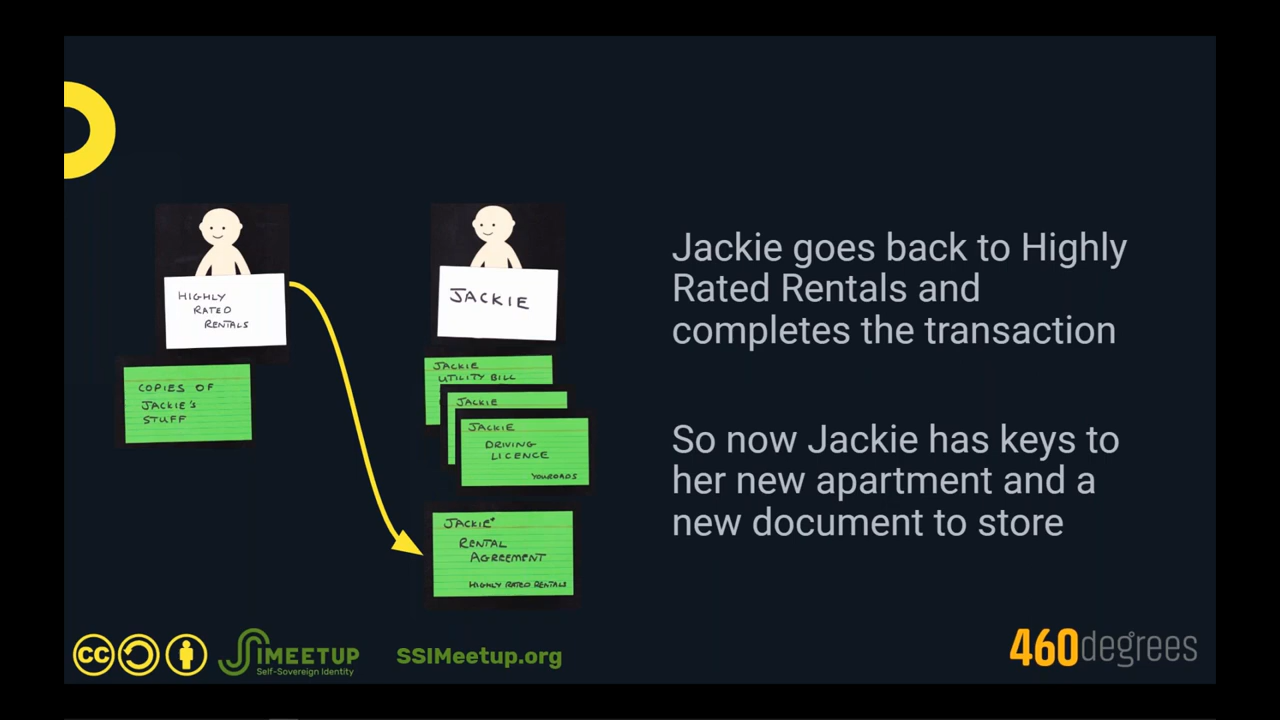 HIGHLY
RATED
RENTALS
COPIES OF
JACKIE'S
STUFF
JACKIE
JACKIE
UTILITY BILL
JACKIE
JACKIE
DRIVING
LICENCE
YOUROADS
JACKIE
RENTAL
AGREEMENT
HIGHLY RATED RENTALS
Jackie goes back to Highly
Rated Rentals and
completes the transaction
So now Jackie has keys to
her new apartment and a
new document to store
CC
SSIMEETUP
Self-Sovereign Identity
SSIMeetup.org
460degrees